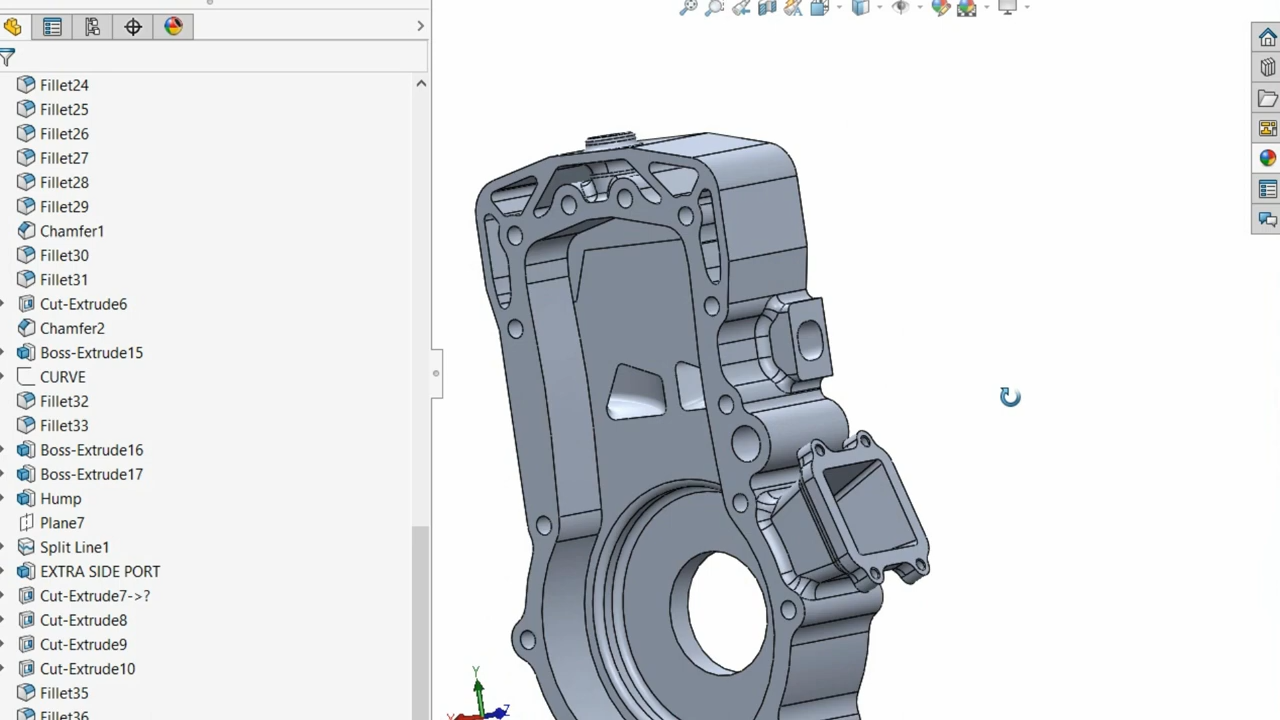 Fillet24
Fillet25
Fillet26
Fillet27
Fillet28
Fillet29
Chamfer1
Fillet30
Fillet31
Cut-Extrude6
Chamfer2
Boss-Extrude15
CURVE
Fillet32
Fillet33
Boss-Extrude16
Boss-Extrude17
Hump
Plane7
Split Line1
EXTRA SIDE PORT
Cut-Extrude7->?
Cut-Extrude8
Cut-Extrude9
Cut-Extrude10
Fillet35
Fillet36
Y
Z